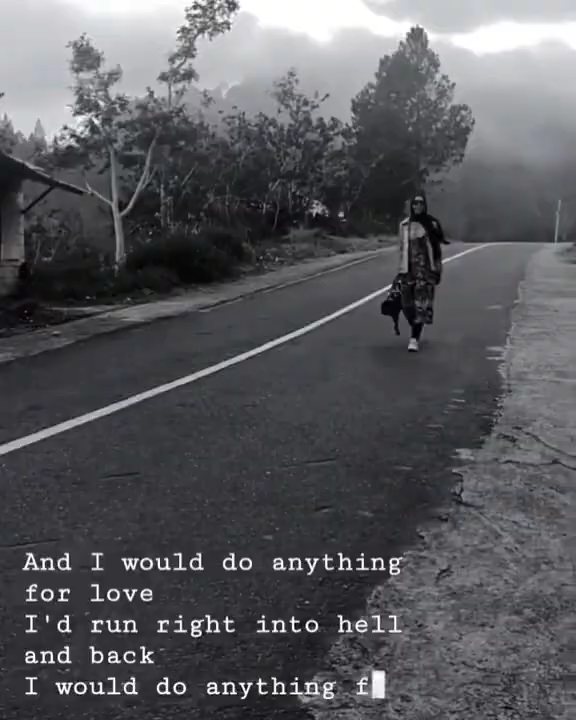 And I would do anything
for love
I'd run right into hell
and back
I would do anything f